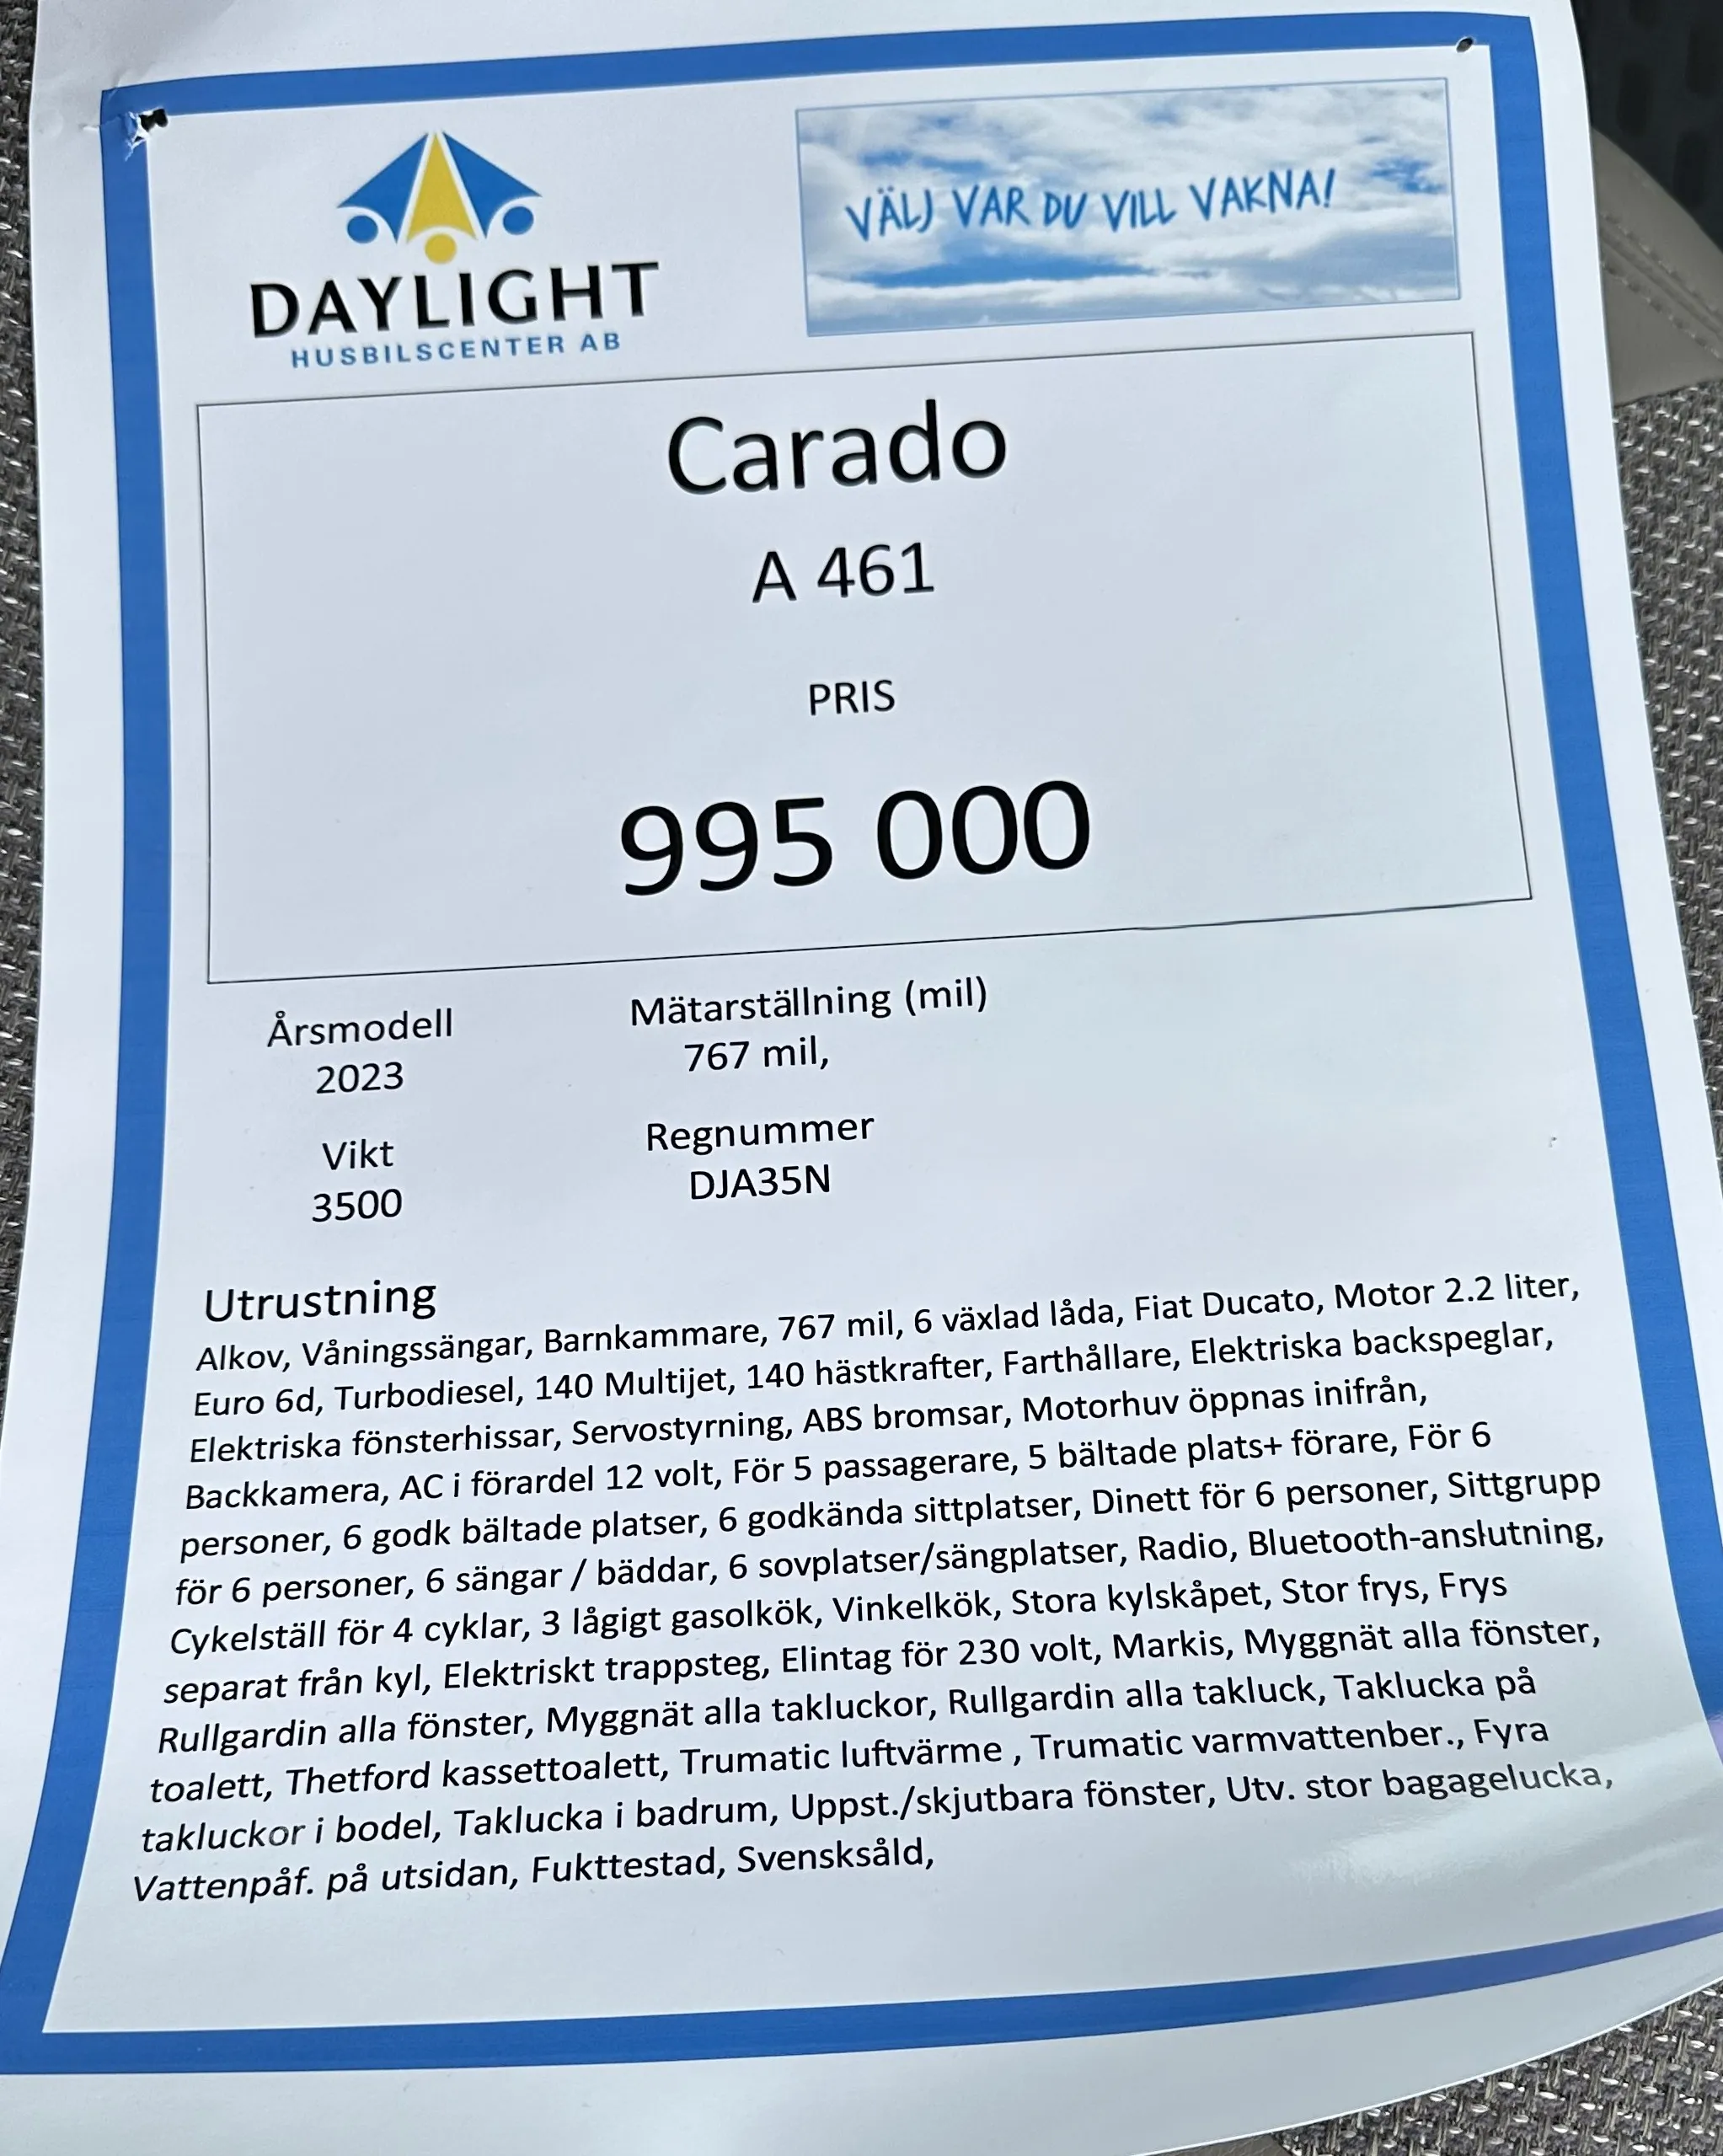 DAYLIGHT
HUSBILSCENTER AB
VÄLJ VAR DU VILL VAKNA!
Carado
A 461
PRIS
995 000
Årsmodell
2023
Mätarställning (mil)
767 mil,
Vikt
3500
Regnummer
DJA35N
Utrustning
Alkov, Våningssängar, Barnkammare, 767 mil, 6 växlad låda, Fiat Ducato, Motor 2.2 liter,
Euro 6d, Turbodiesel, 140 Multijet, 140 hästkrafter, Farthållare, Elektriska backspeglar,
Elektriska fönsterhissar, Servostyrning, ABS bromsar, Motorhuv öppnas inifrån,
Backkamera, AC i förardel 12 volt, För 5 passagerare, 5 bältade plats+ förare, För 6
personer, 6 godk bältade platser, 6 godkända sittplatser, Dinett för 6 personer, Sittgrupp
för 6 personer, 6 sängar / bäddar, 6 sovplatser/sängplatser, Radio, Bluetooth-anslutning,
Cykelställ för 4 cyklar, 3 lågigt gasolkök, Vinkelkök, Stora kylskåpet, Stor frys, Frys
separat från kyl, Elektriskt trappsteg, Elintag för 230 volt, Markis, Myggnät alla fönster,
Rullgardin alla fönster, Myggnät alla takluckor, Rullgardin alla takluck, Taklucka på
toalett, Thetford kassettoalett, Trumatic luftvärme , Trumatic varmvattenber., Fyra
takluckor i bodel, Taklucka i badrum, Uppst./skjutbara fönster, Utv. stor bagagelucka,
Vattenpåf. på utsidan, Fukttestad, Svensksåld,